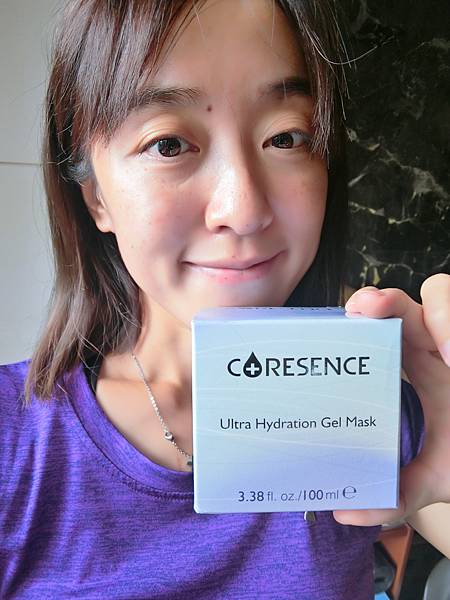 CORESENCE
Ultra Hydration Gel Mask
3.38 fl. oz./100 ml ℮